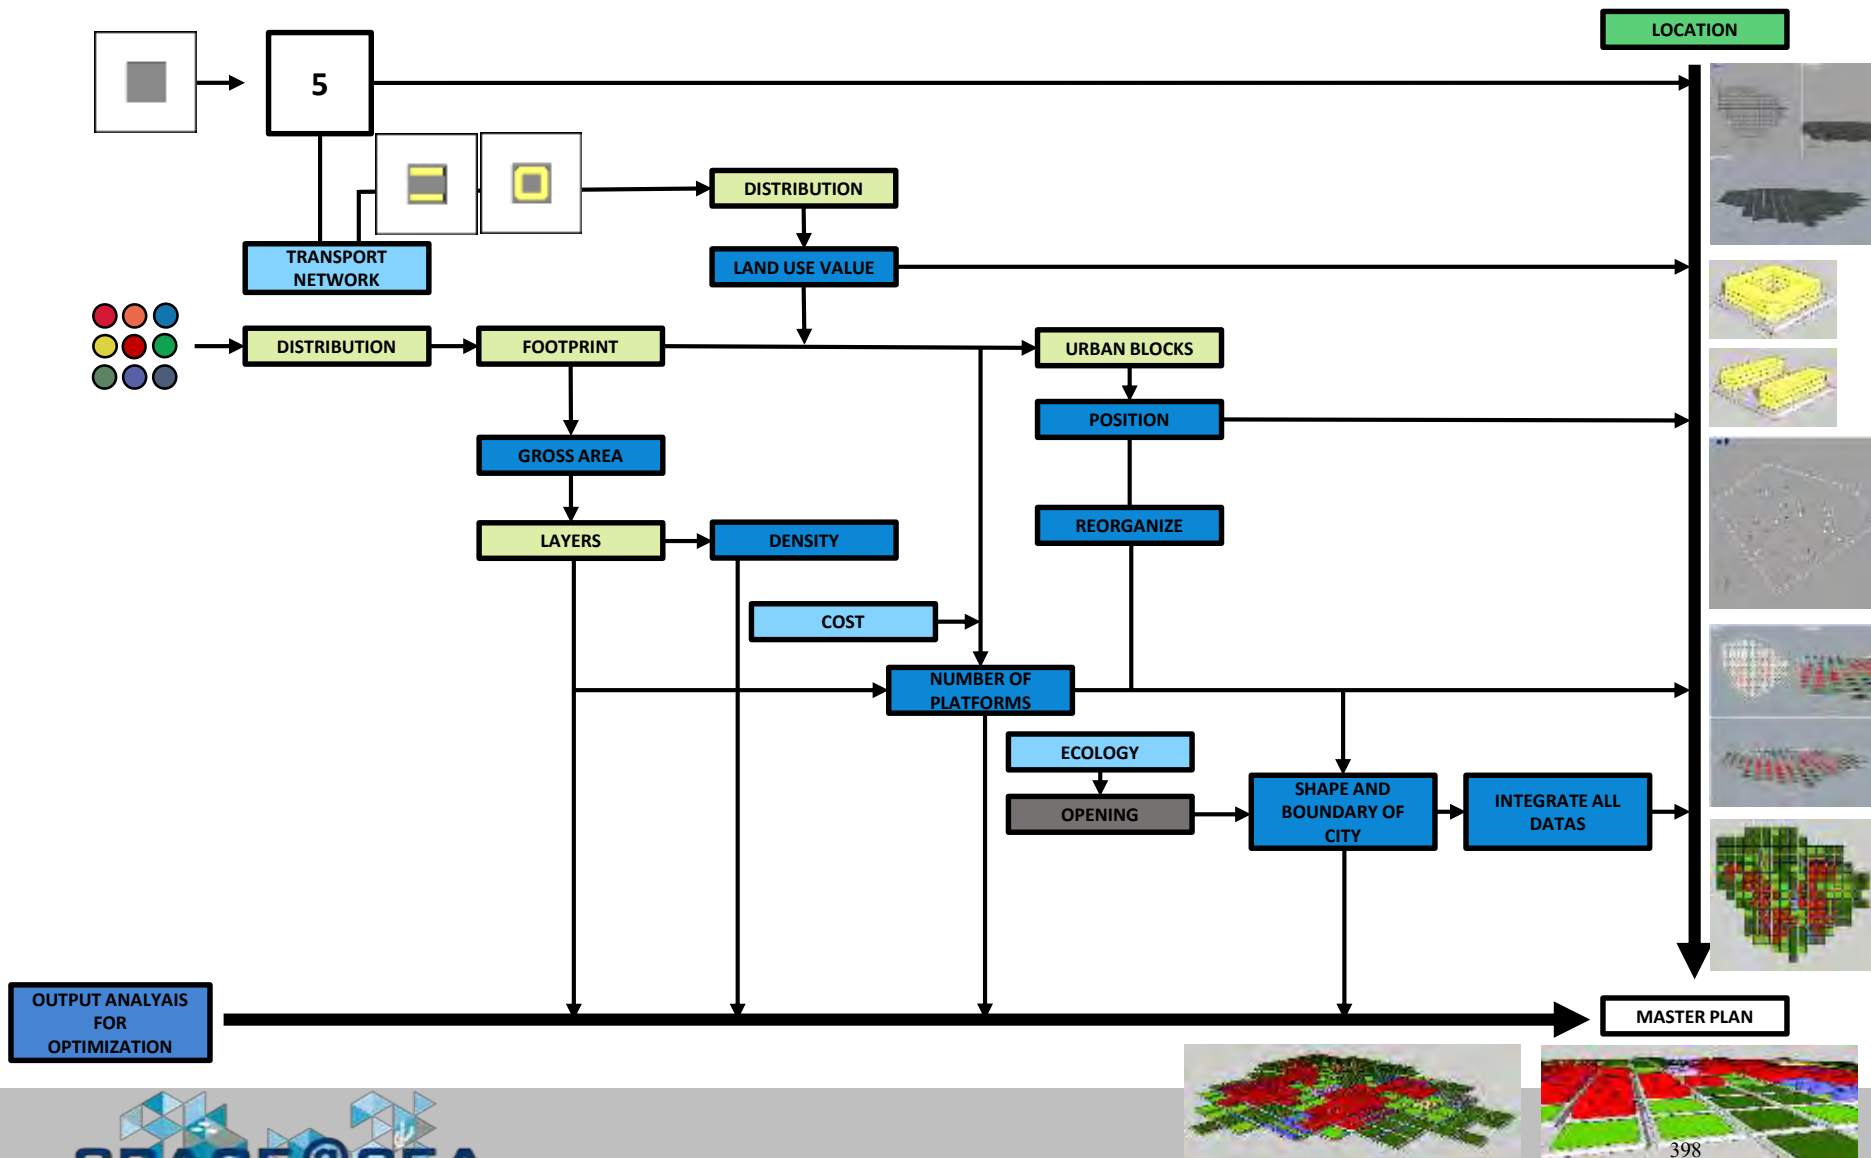 LOCATION
5
DISTRIBUTION
TRANSPORT
NETWORK
LAND USE VALUE
DISTRIBUTION
FOOTPRINT
URBAN BLOCKS
POSITION
GROSS AREA
REORGANIZE
LAYERS
DENSITY
COST
NUMBER OF
PLATFORMS
ECOLOGY
OPENING
SHAPE AND
BOUNDARY OF
CITY
INTEGRATE ALL
DATAS
OUTPUT ANALYAIS
FOR
OPTIMIZATION
MASTER PLAN
SPACE@SEA
398